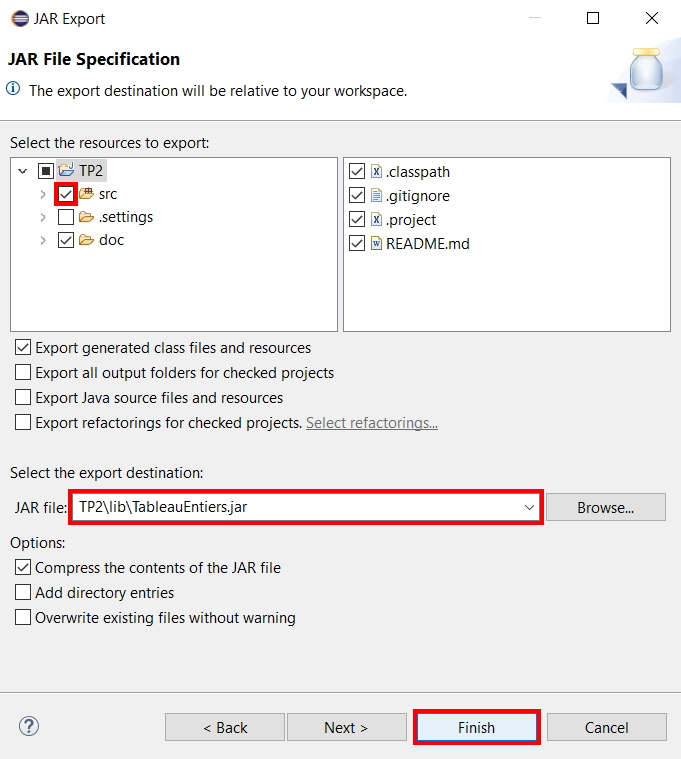 JAR Export
JAR File Specification
The export destination will be relative to your workspace.
Select the resources to export:
TP2
src
.settings
doc
.classpath
.gitignore
.project
README.md
Export generated class files and resources
Export all output folders for checked projects
Export Java source files and resources
Export refactorings for checked projects. Select refactorings...
Select the export destination:
JAR file: TP2\lib\TableauEntiers.jar Browse...
Options:
Compress the contents of the JAR file
Add directory entries
Overwrite existing files without warning
? < Back Next > Finish Cancel